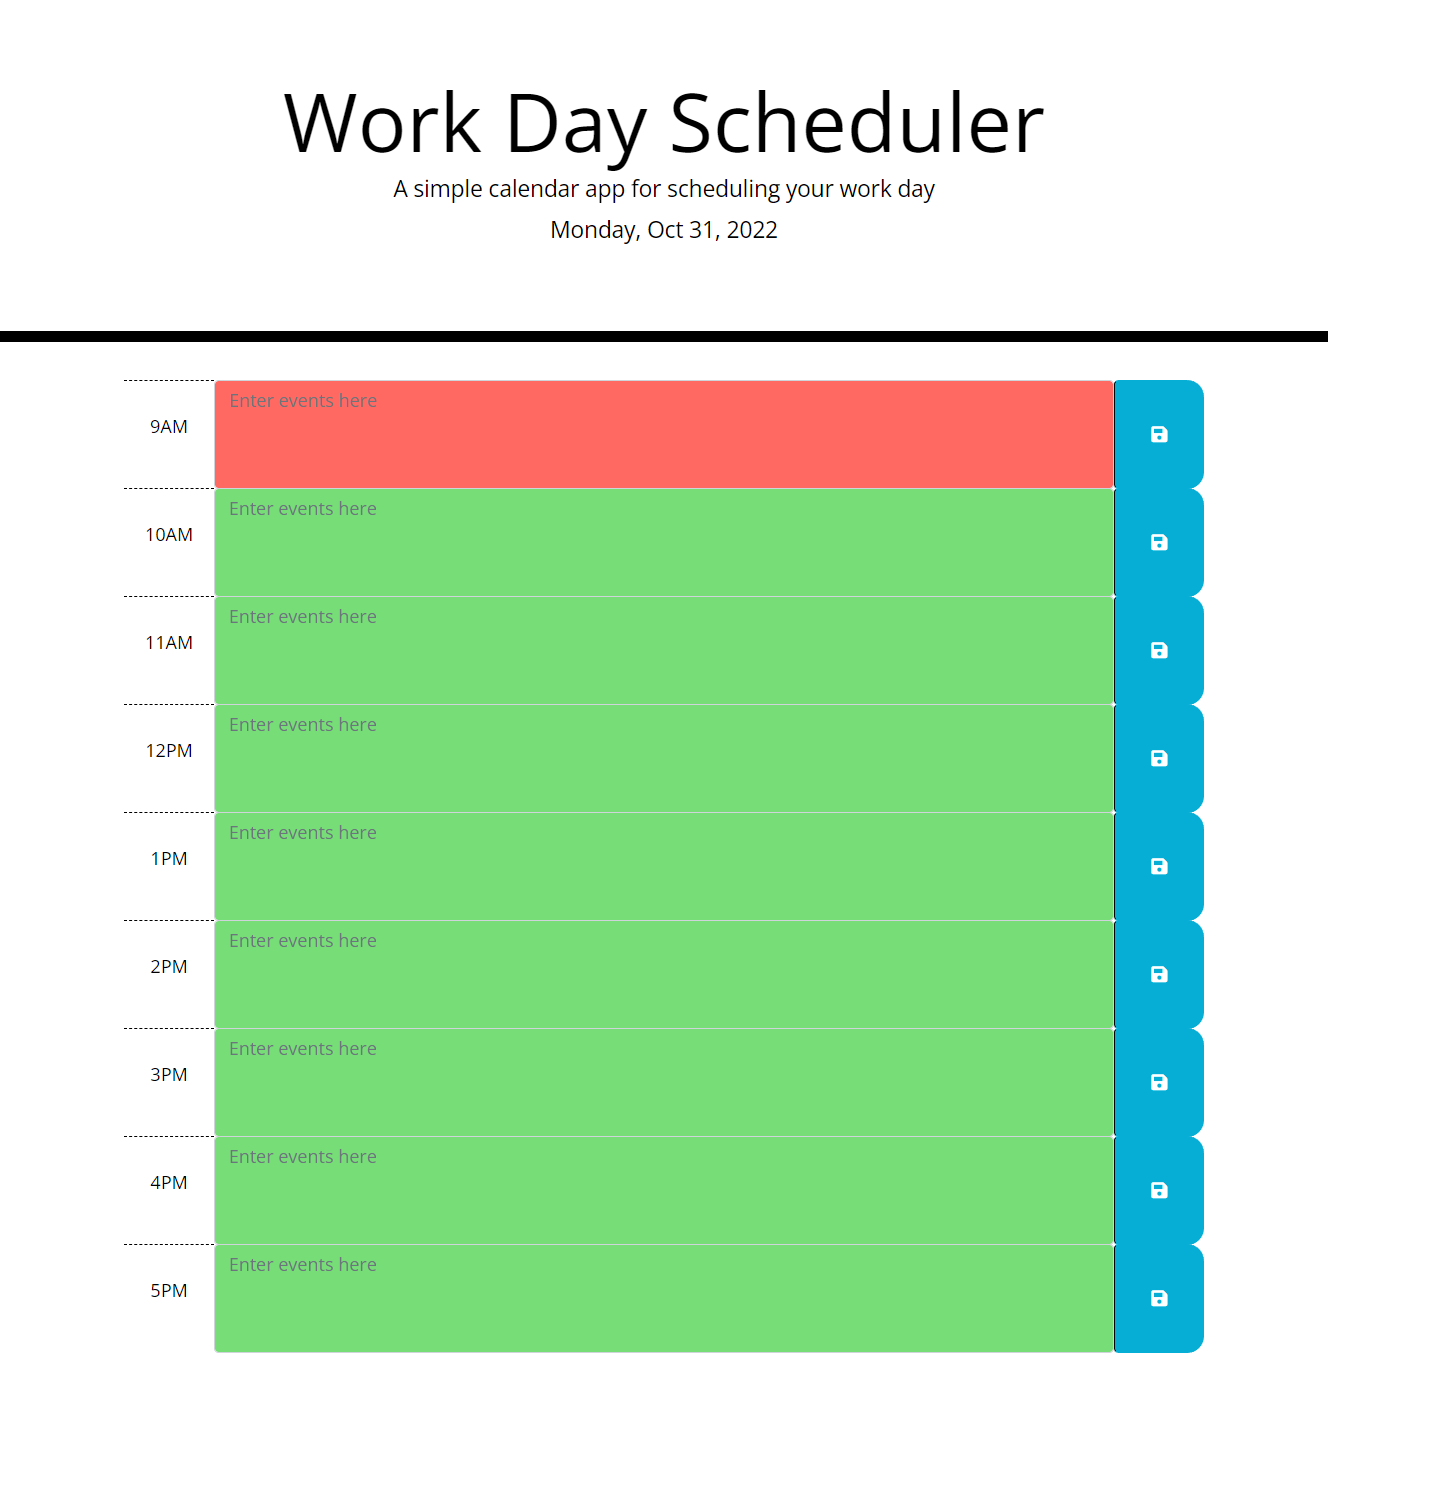 Work Day Scheduler
A simple calendar app for scheduling your work day
Monday, Oct 31, 2022
Enter events here
9AM
Enter events here
10AM
Enter events here
11AM
Enter events here
12PM
Enter events here
1PM
Enter events here
2PM
Enter events here
3PM
Enter events here
4PM
Enter events here
5PM